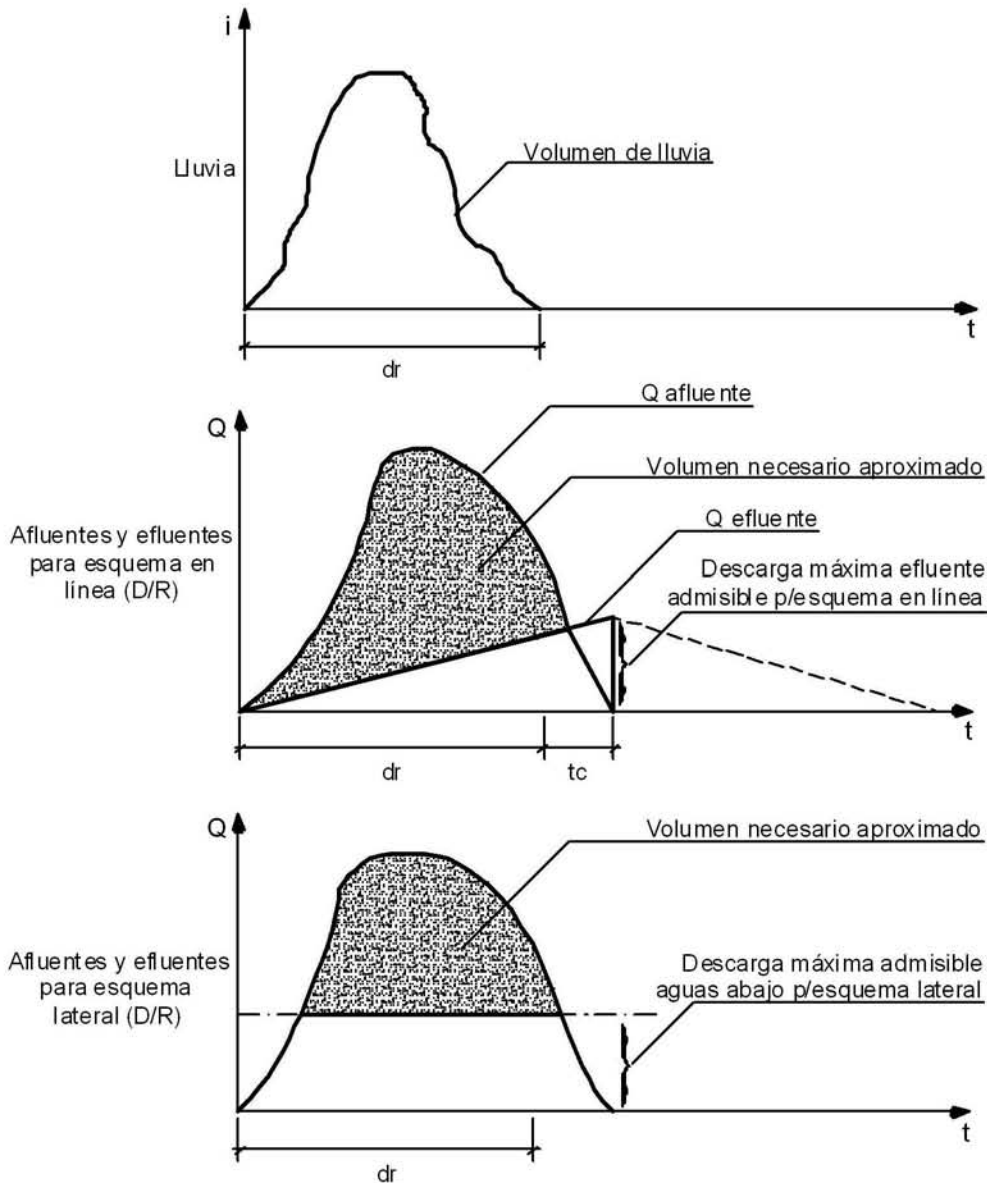 i
Lluvia
Volumen de lluvia
t
dr
Q afluente
Q
Volumen necesario aproximado
Q efluente
Afluentes y efluentes
para esquema en
línea (D/R)
Descarga máxima efluente
admisible p/esquema en línea
t
dr
tc
Q
Volumen necesario aproximado
Afluentes y efluentes
para esquema
lateral (D/R)
Descarga máxima admisible
aguas abajo p/esquema lateral
t
dr